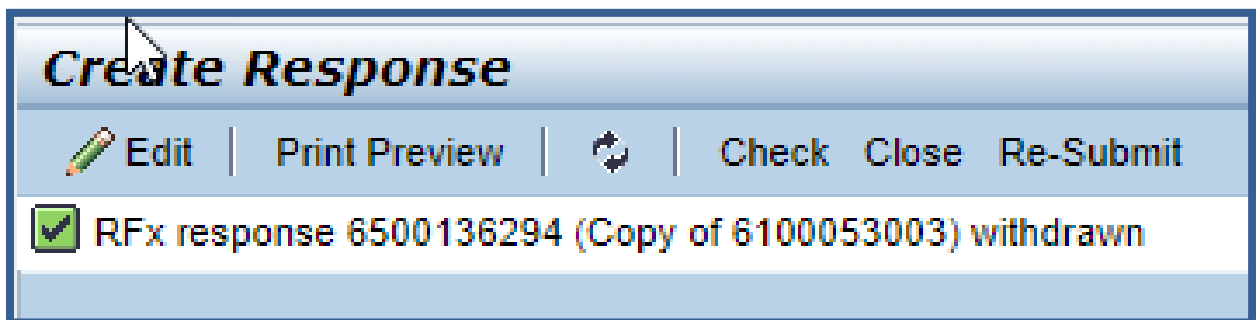 Create Response
Edit Print Preview Check Close Re-Submit
RFx response 6500136294 (Copy of 6100053003) withdrawn